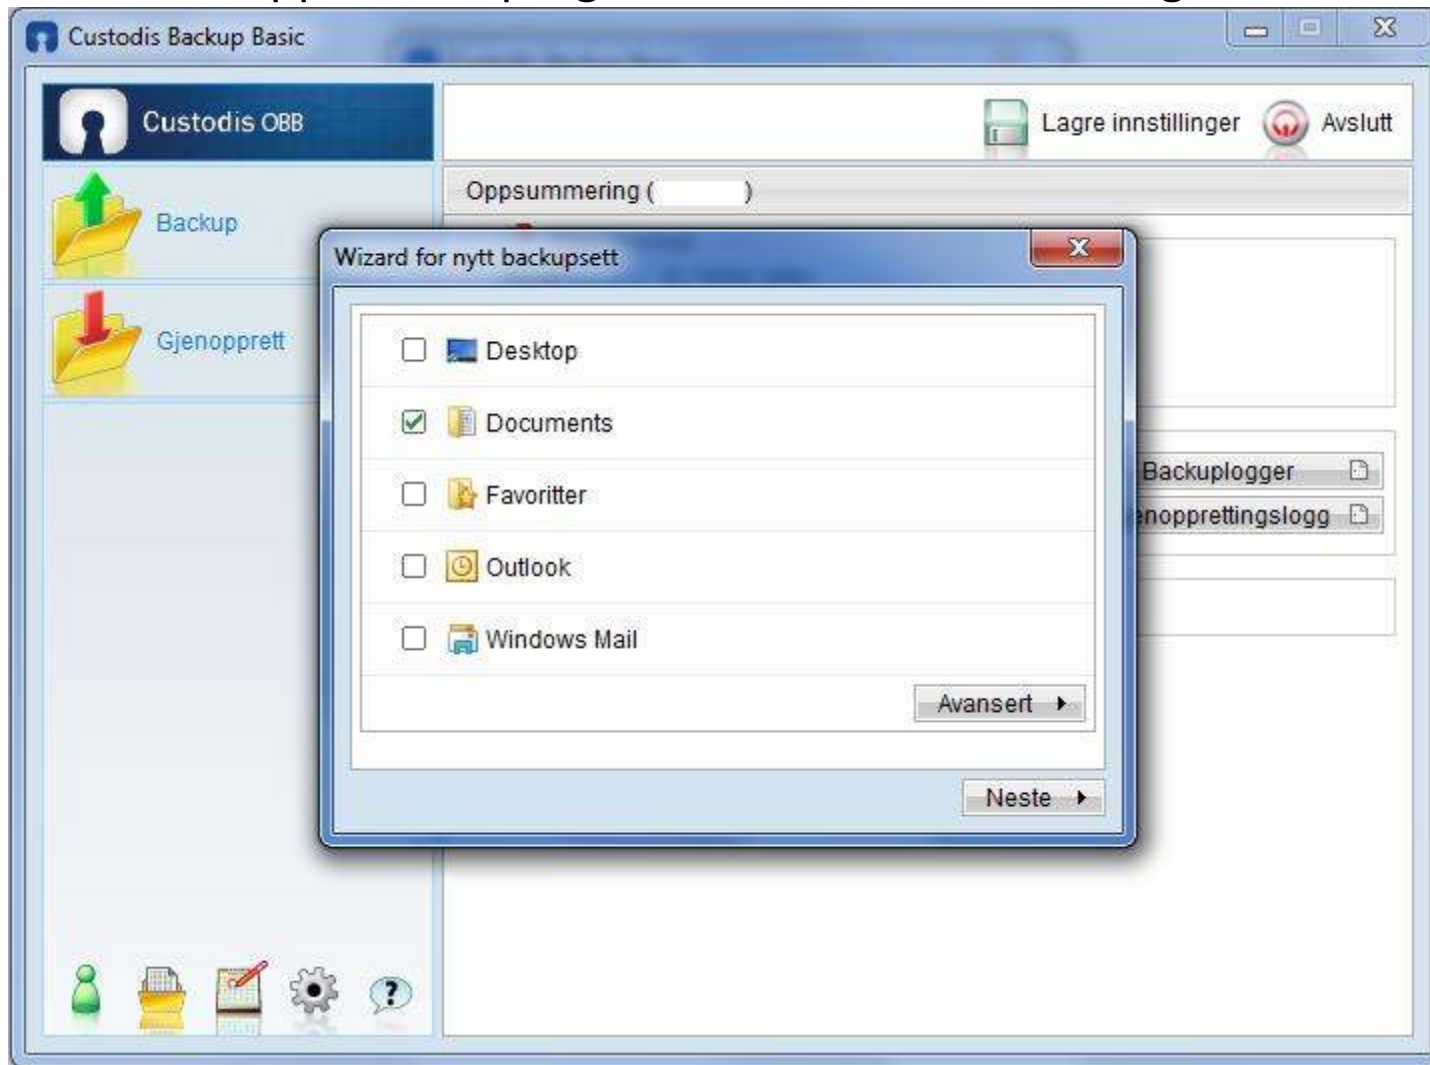 Custodis Backup Basic
Custodis OBB
Lagre innstillinger
Avslutt
Backup
Gjenopprett
Oppsummering ( )
Wizard for nytt backupsett
Desktop
Documents
Favoritter
Outlook
Windows Mail
Avansert
Neste
Backuplogger
enopprettingslogg